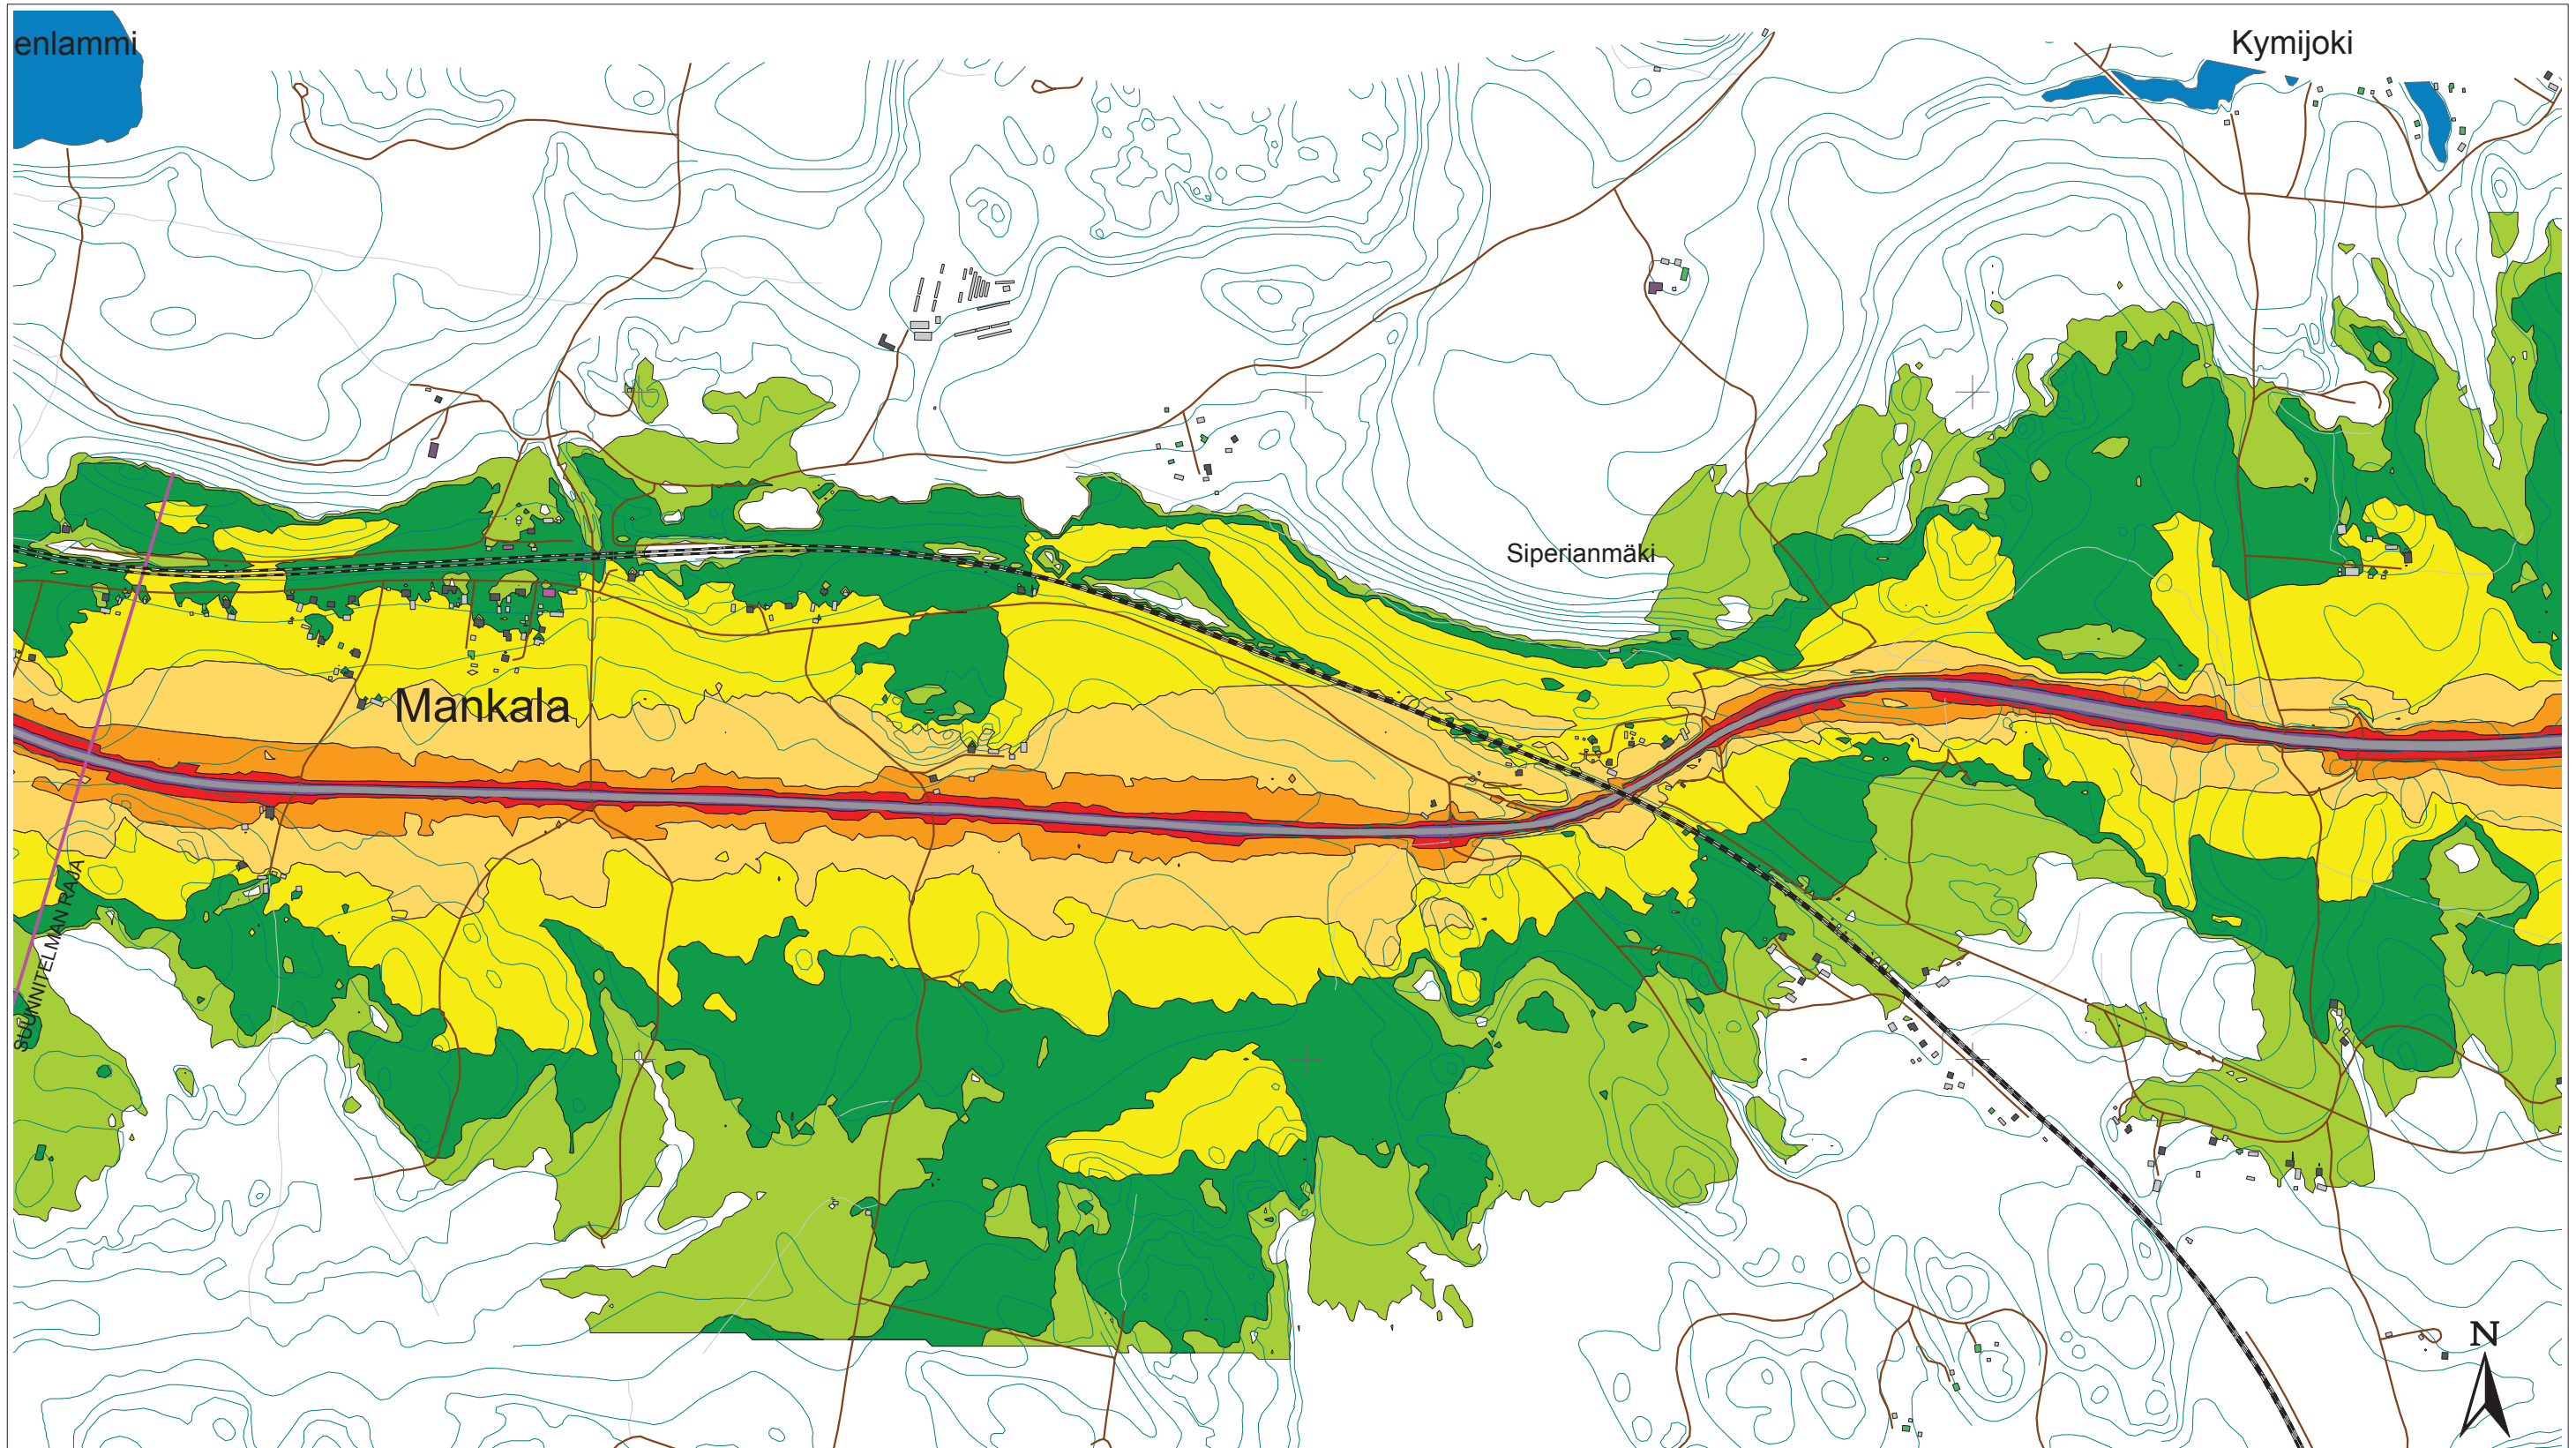 enlammi
Kymijoki
Siperianmäki
Mankala
SUUNNITELMAN RAJA
N